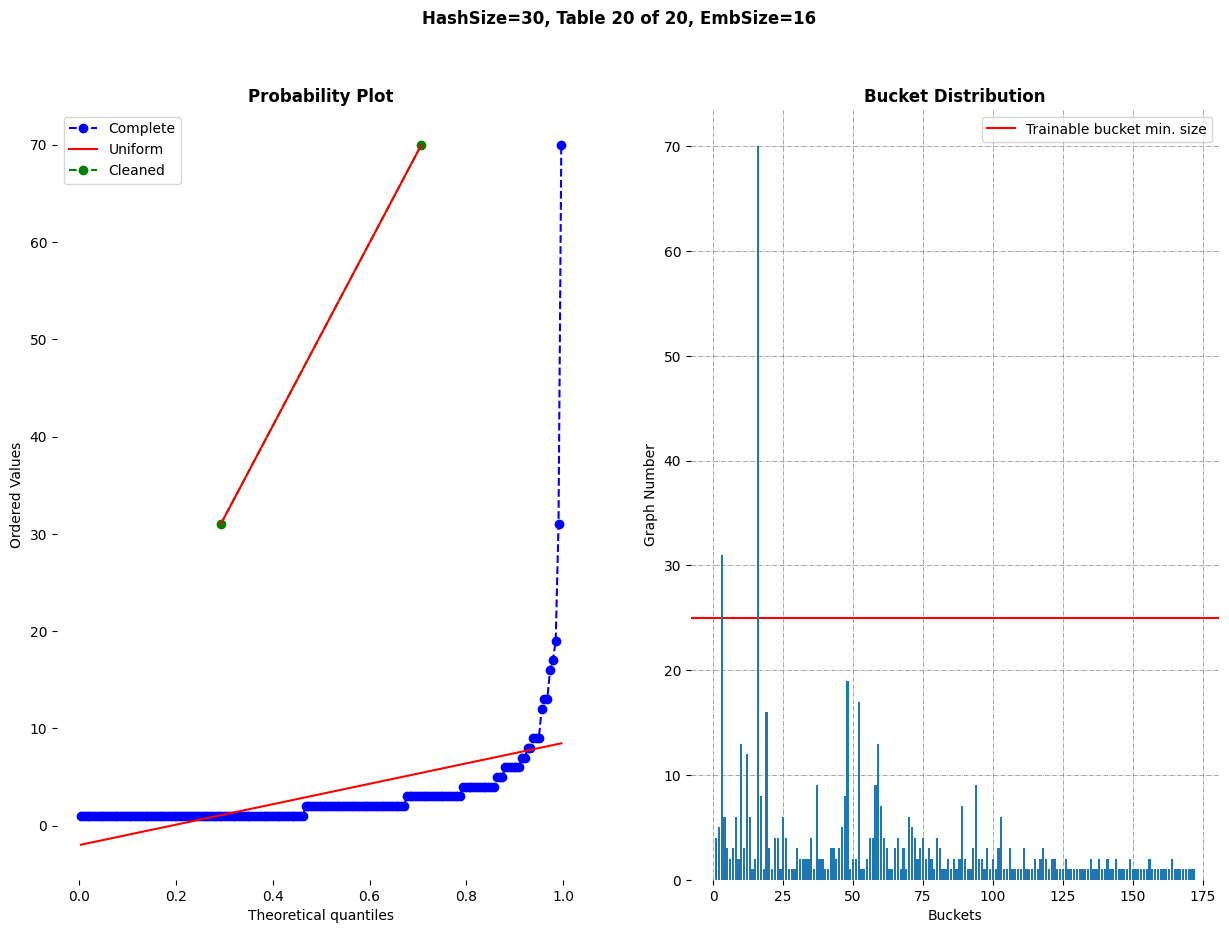 HashSize=30, Table 20 of 20, EmbSize=16
Probability Plot
Complete
Uniform
Cleaned
70
60
50
40
30
20
10
0
Ordered Values
0.0 0.2 0.4 0.6 0.8 1.0
Theoretical quantiles
Bucket Distribution
Trainable bucket min. size
70
60
50
40
30
20
10
0
Graph Number
0 25 50 75 100 125 150 175
Buckets